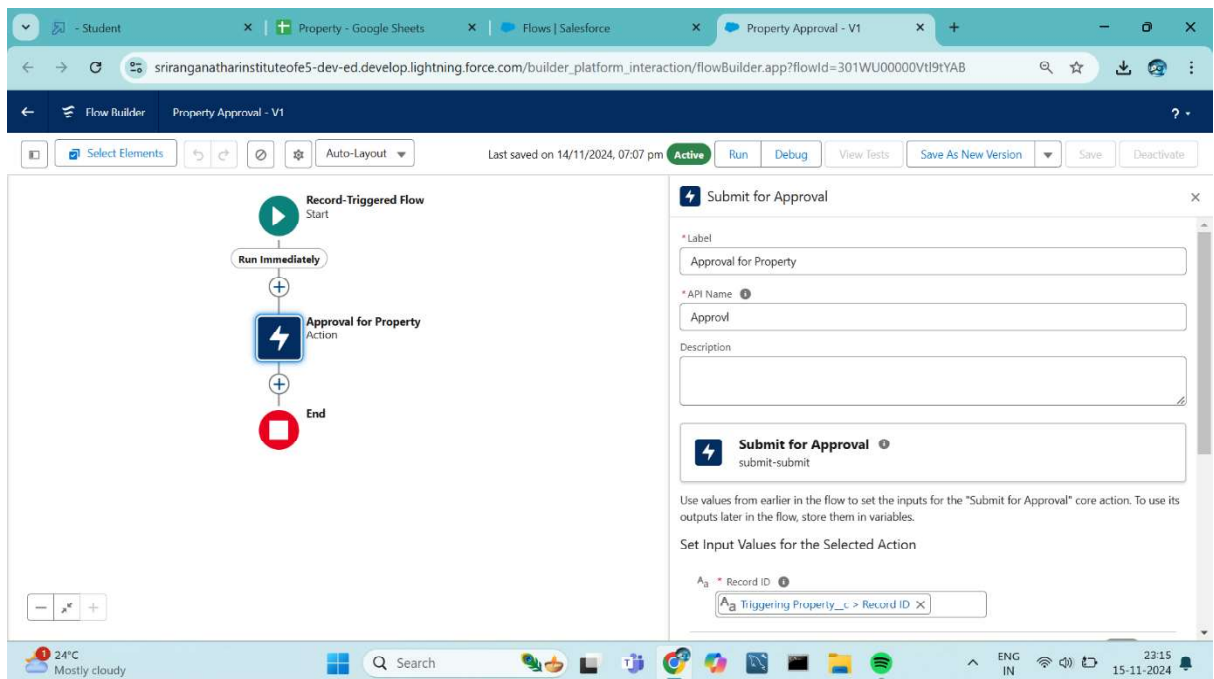 - Student
Property - Google Sheets
Flows | Salesforce
Property Approval - V1
sriranganatharinstituteofe5-dev-ed.develop.lightning.force.com/builder_platform_interaction/flowBuilder.app?flowId=301WU00000VtI9tYAB
Flow Builder
Property Approval - V1
?
Select Elements
Auto-Layout
Last saved on 14/11/2024, 07:07 pm
Active
Run
Debug
View Tests
Save As New Version
Save
Deactivate
Record-Triggered Flow
Start
Run Immediately
Approval for Property
Action
End
Submit for Approval
* Label
Approval for Property
* API Name
Approvl
Description
Submit for Approval
submit-submit
Use values from earlier in the flow to set the inputs for the "Submit for Approval" core action. To use its
outputs later in the flow, store them in variables.
Set Input Values for the Selected Action
Aa * Record ID
Aa Triggering Property__c > Record ID
1
24°C
Mostly cloudy
Search
ENG
IN
23:15
15-11-2024